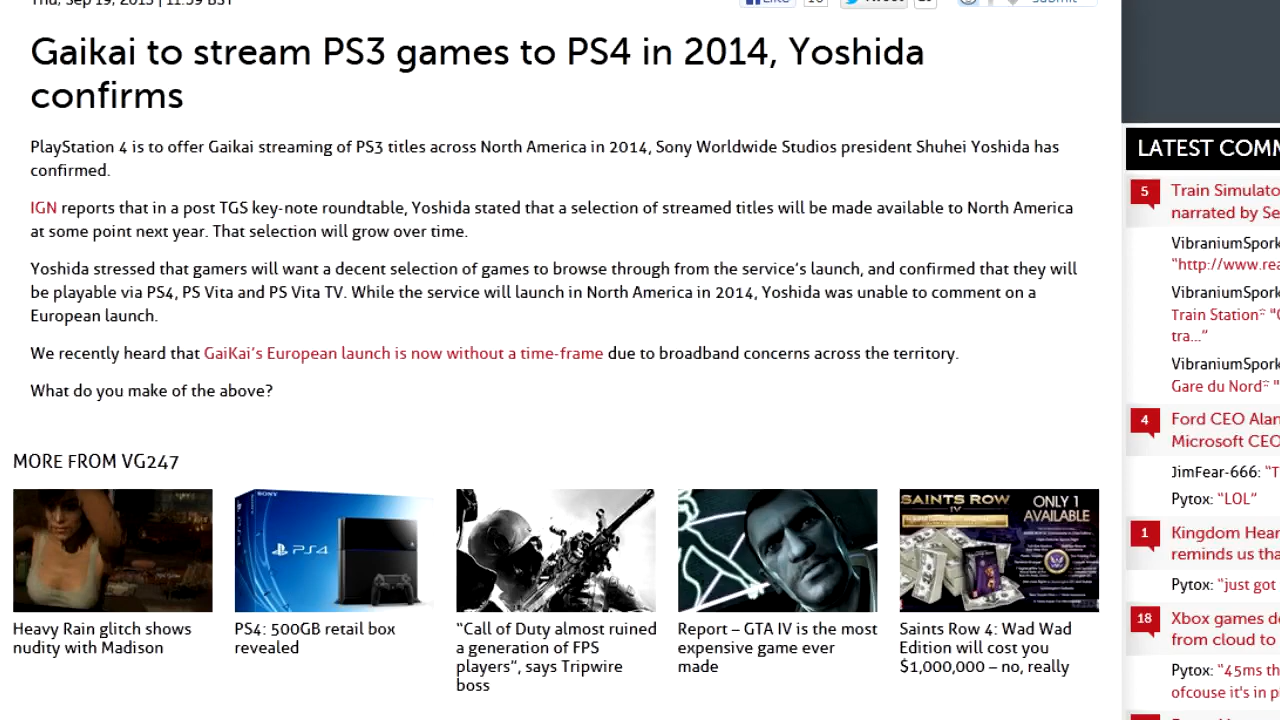 Thu, Sep 19, 2013 | 11:59 BST
Like
Tweet
submit
Gaikai to stream PS3 games to PS4 in 2014, Yoshida
confirms
PlayStation 4 is to offer Gaikai streaming of PS3 titles across North America in 2014, Sony Worldwide Studios president Shuhei Yoshida has
confirmed.
IGN reports that in a post TGS key-note roundtable, Yoshida stated that a selection of streamed titles will be made available to North America
at some point next year. That selection will grow over time.
Yoshida stressed that gamers will want a decent selection of games to browse through from the service's launch, and confirmed that they will
be playable via PS4, PS Vita and PS Vita TV. While the service will launch in North America in 2014, Yoshida was unable to comment on a
European launch.
We recently heard that GaiKai's European launch is now without a time-frame due to broadband concerns across the territory.
What do you make of the above?
MORE FROM VG247
SONY
PS4
SAINTS ROW
IV
ONLY 1
AVAILABLE
Heavy Rain glitch shows
nudity with Madison
PS4: 500GB retail box
revealed
“Call of Duty almost ruined
a generation of FPS
players”, says Tripwire
boss
Report – GTA IV is the most
expensive game ever
made
Saints Row 4: Wad Wad
Edition will cost you
$1,000,000 – no, really
LATEST COMM
5
Train Simulato
narrated by Se
VibraniumSpork
“http://www.rea
VibraniumSpork
Train Station
tra...”
VibraniumSpork
Gare du Nord
4
Ford CEO Alan
Microsoft CEO
JimFear-666: “T
Pytox: “LOL”
1
Kingdom Hear
reminds us tha
Pytox: “just got
18
Xbox games de
from cloud to
Pytox: “45ms th
ofcouse it's in p